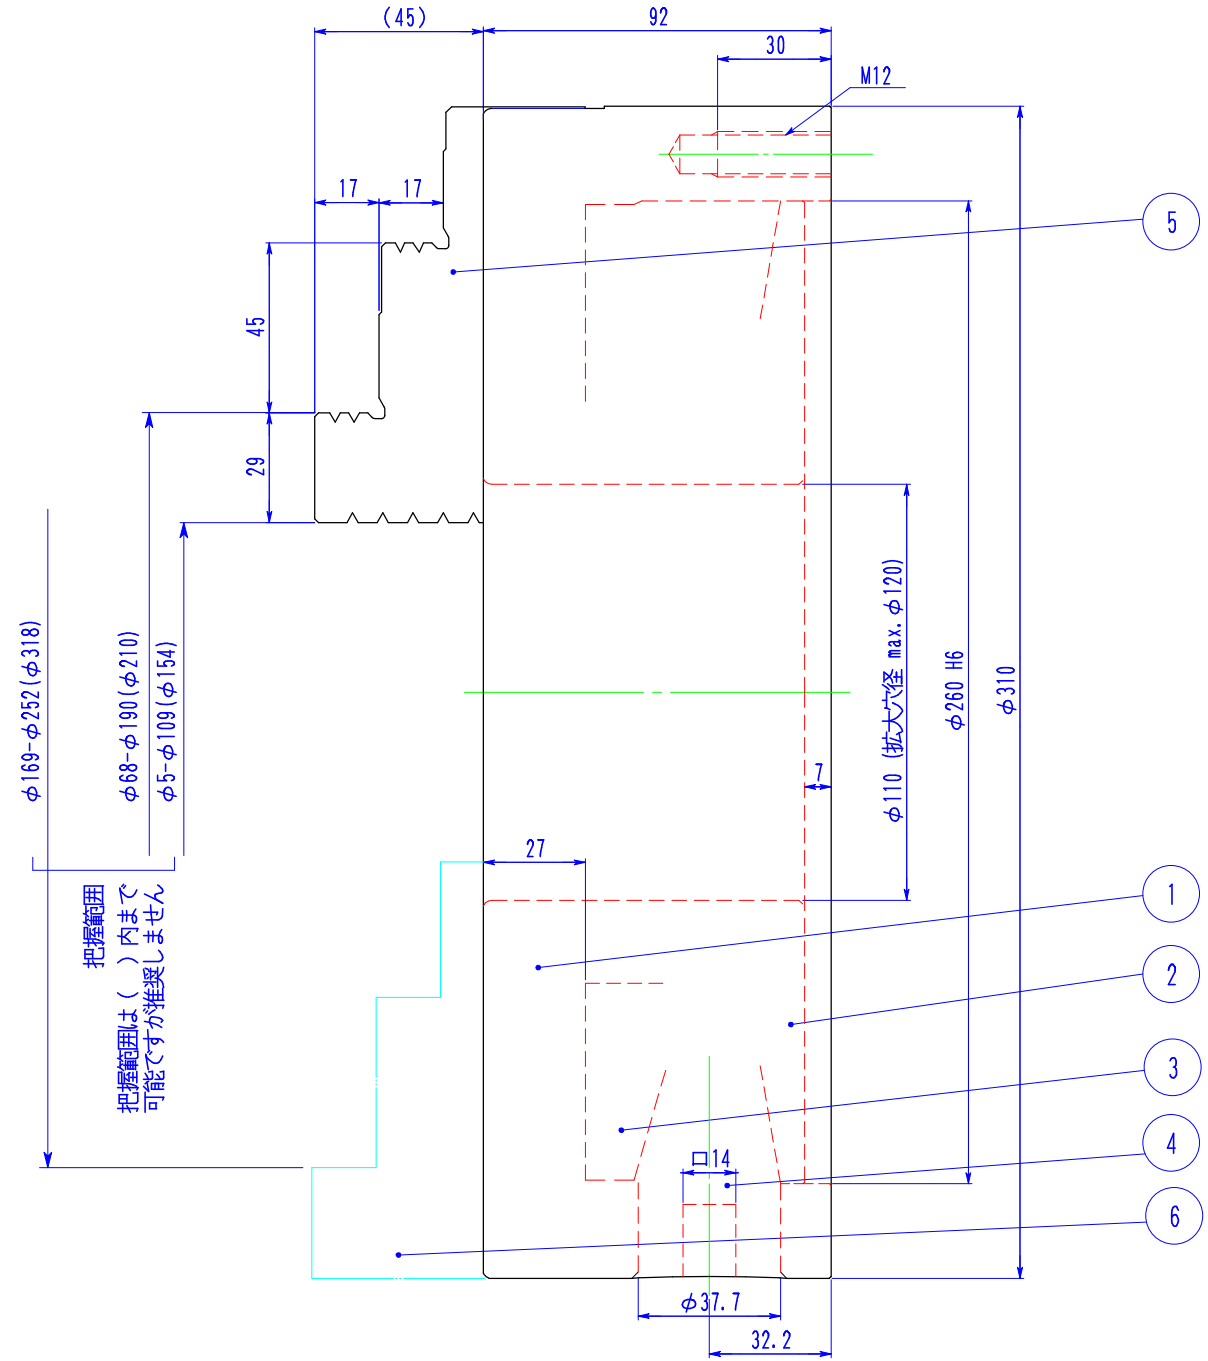 (45)
92
30
M12
17
17
5
45
29
φ169-φ252(φ318)
φ68-φ190(φ210)
φ5-φ109(φ154)
φ110 (拡大穴径 max. φ120)
φ260 H6
φ310
7
27
把握範囲
把握範囲は( )内まで
可能ですが推奨しません
1
2
3
4
6
口14
φ37.7
32.2